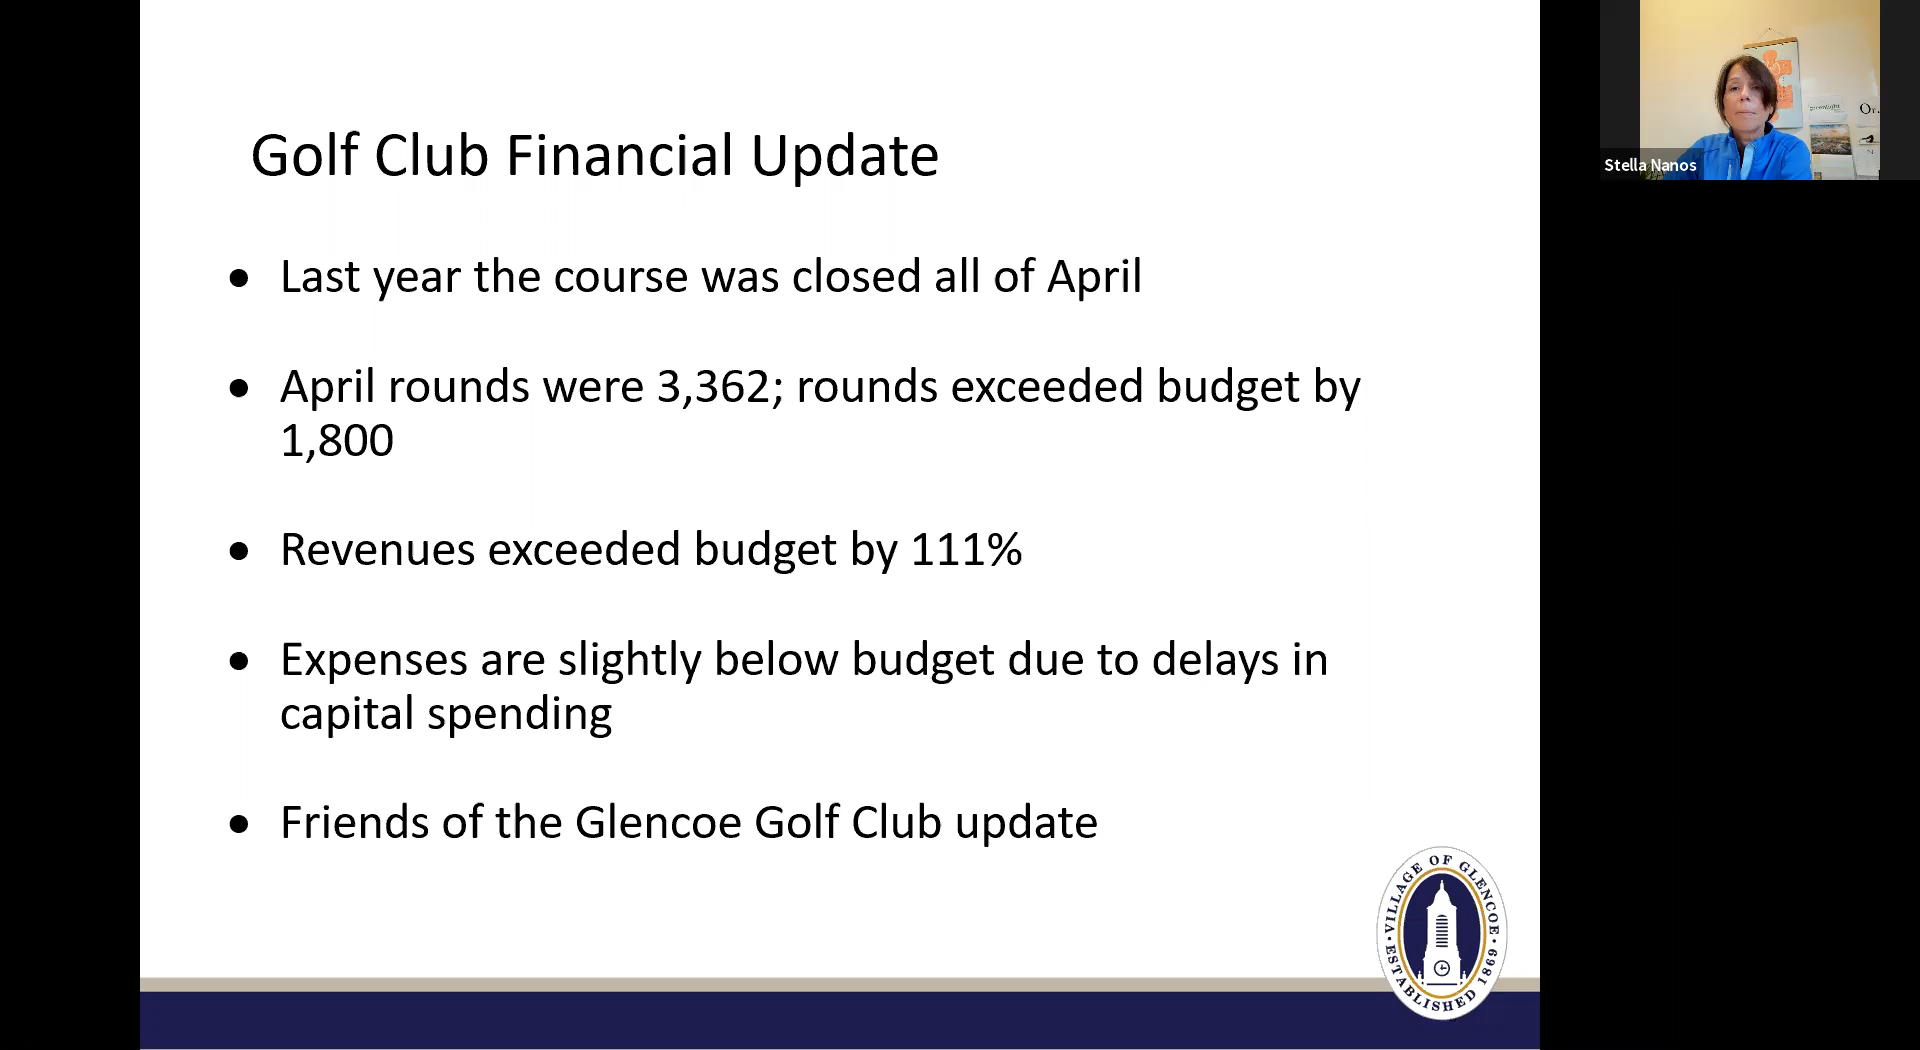 Golf Club Financial Update
• Last year the course was closed all of April
• April rounds were 3,362; rounds exceeded budget by
1,800
• Revenues exceeded budget by 111%
• Expenses are slightly below budget due to delays in
capital spending
• Friends of the Glencoe Golf Club update
VILLAGE OF GLENCOE
ESTABLISHED 1869
Stella Nanos